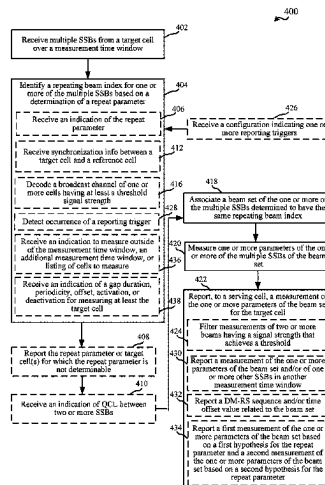 400
402
Receive multiple SSBs from a target cell
over a measurement time window
404
Identify a repeating beam index for one or
more of the multiple SSBs based on a
determination of a repeat parameter
406
Receive an indication of the repeat
parameter
426
Receive a configuration indicating one
more reporting triggers
412
Receive synchronization info between a
target cell and a reference cell
416
Decode a broadcast channel of one or
more cells having at least a threshold
signal strength
428
Detect occurrence of a reporting trigger
Receive an indication to measure outside
of the measurement time window, an
additional measurement time window, or
listing of cells to measure
436
Receive an indication of a gap duration,
periodicity, offset, activation, or
deactivation for measuring at least the
target cell
438
408
Report the repeat parameter or target
cell(s) for which the repeat parameter is
not determinable
410
Receive an indication of QCL between
two or more SSBs
418
Associate a beam set of the one or more
the multiple SSBs determined to have the
same repeating beam index
420
Measure one or more parameters of the one
or more of the multiple SSBs of the beam
set
422
Report, to a serving cell, a measurement of
the one or more parameters of the beam set
for the target cell
424
Filter measurements of two or more
beams having a signal strength that
achieves a threshold
430
Report a measurement of the one or more
parameters of the beam set and/or of one
or more other SSBs in another
measurement time window
432
Report a DM-RS sequence and/or time
offset value related to the beam set
434
Report a first measurement of the one or
more parameters of the beam set based
on a first hypothesis for the repeat
parameter and a second measurement of
the one or more parameters of the beam
set based on a second hypothesis for the
repeat parameter